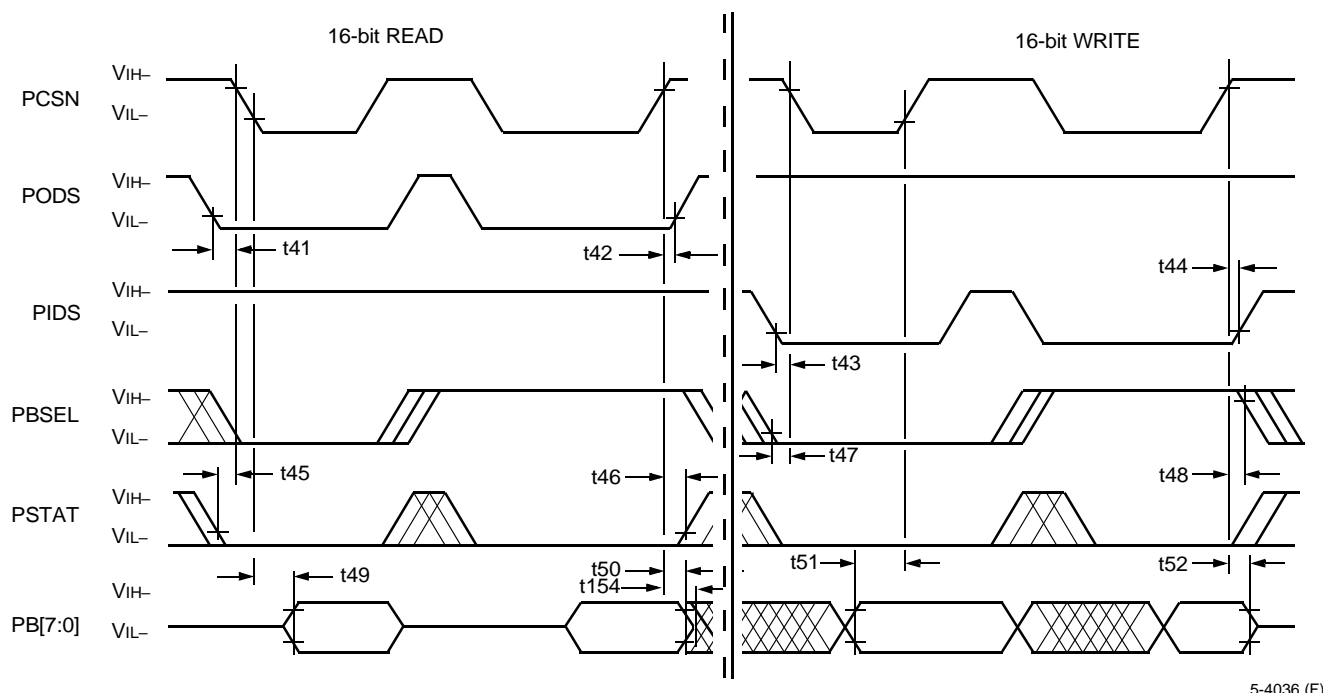 16-bit READ
16-bit WRITE
PCSN
VIH–
VIL–
PODS
VIH–
VIL–
t41
t42
t44
PIDS
VIH–
VIL–
t43
PBSEL
VIH–
VIL–
t45
t46
t47
t48
PSTAT
VIH–
VIL–
t49
t50
t154
t51
t52
PB[7:0]
VIH–
VIL–
5-4036 (F)